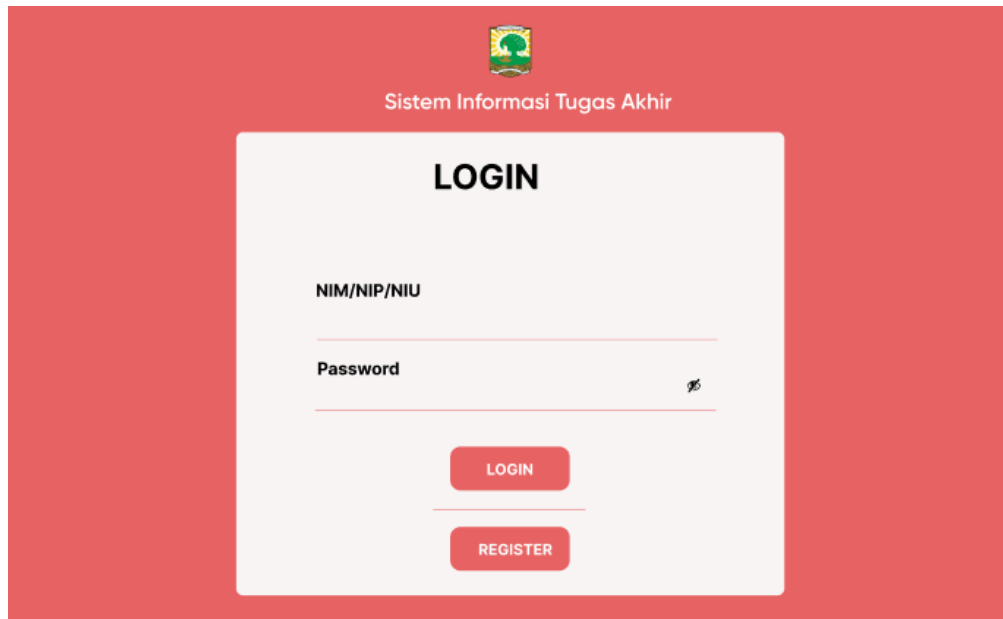 Sistem Informasi Tugas Akhir
LOGIN
NIM/NIP/NIU
Password
LOGIN
REGISTER